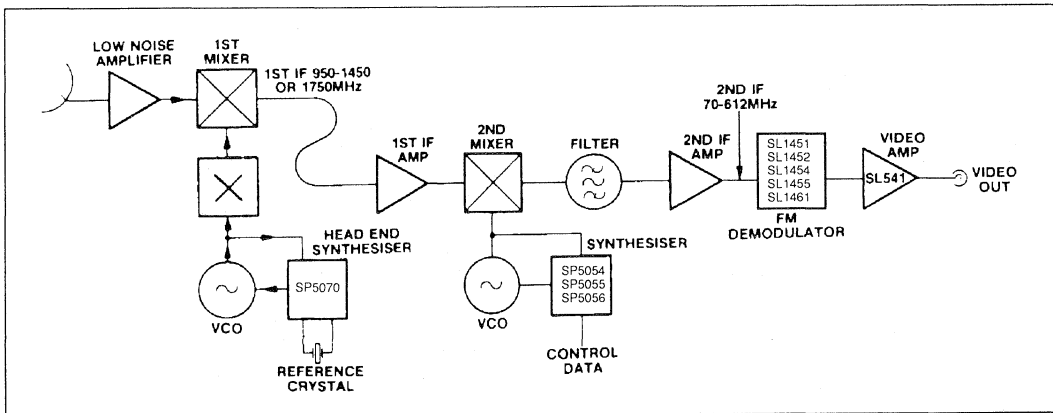 LOW NOISE
AMPLIFIER
1ST
MIXER
1ST IF 950-1450
OR 1750MHz
1ST IF
AMP
2ND
MIXER
FILTER
2ND IF
AMP
2ND IF
70-612MHz
SL1451
SL1452
SL1454
SL1455
SL1461
FM
DEMODULATOR
VIDEO
AMP
SL541
VIDEO
OUT
HEAD END
SYNTHESISER
SP5070
VCO
REFERENCE
CRYSTAL
SYNTHESISER
SP5054
SP5055
SP5056
VCO
CONTROL
DATA